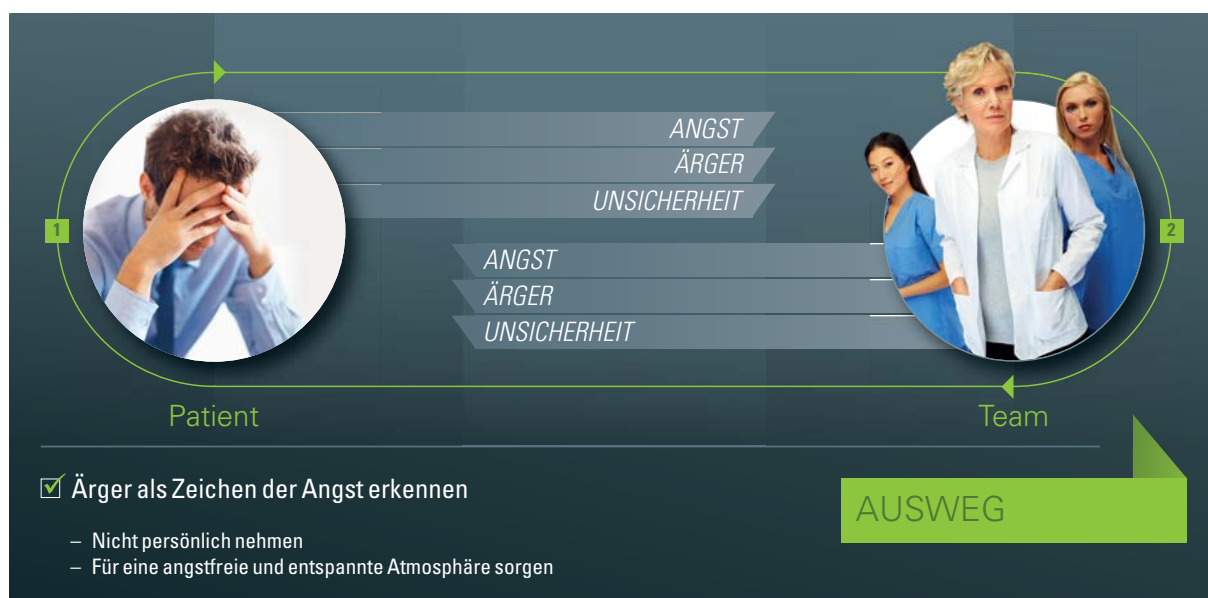 ANGST
ÄRGER
UNSICHERHEIT
1
2
ANGST
ÄRGER
UNSICHERHEIT
Patient
Team
Ärger als Zeichen der Angst erkennen
– Nicht persönlich nehmen
– Für eine angstfreie und entspannte Atmosphäre sorgen
AUSWEG